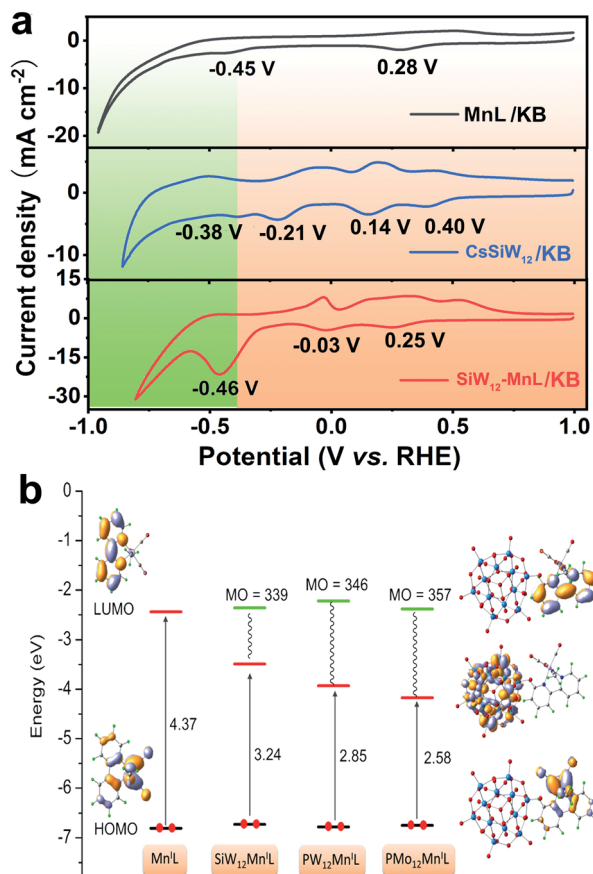 a
0
-10
-20
-0.45 V
0.28 V
MnL/KB
0
-10
-0.38 V
-0.21 V
0.14 V
0.40 V
CsSiW₁₂/KB
15
0
-15
-30
-0.46 V
-0.03 V
0.25 V
SiW₁₂-MnL/KB
Current density (mA cm⁻²)
-1.0
-0.5
0.0
0.5
1.0
Potential (V vs. RHE)
b
0
-1
-2
-3
-4
-5
-6
-7
Energy (eV)
LUMO
HOMO
MO = 339
MO = 346
MO = 357
4.37
3.24
2.85
2.58
MnᴵL
SiW₁₂MnᴵL
PW₁₂MnᴵL
PMo₁₂MnᴵL